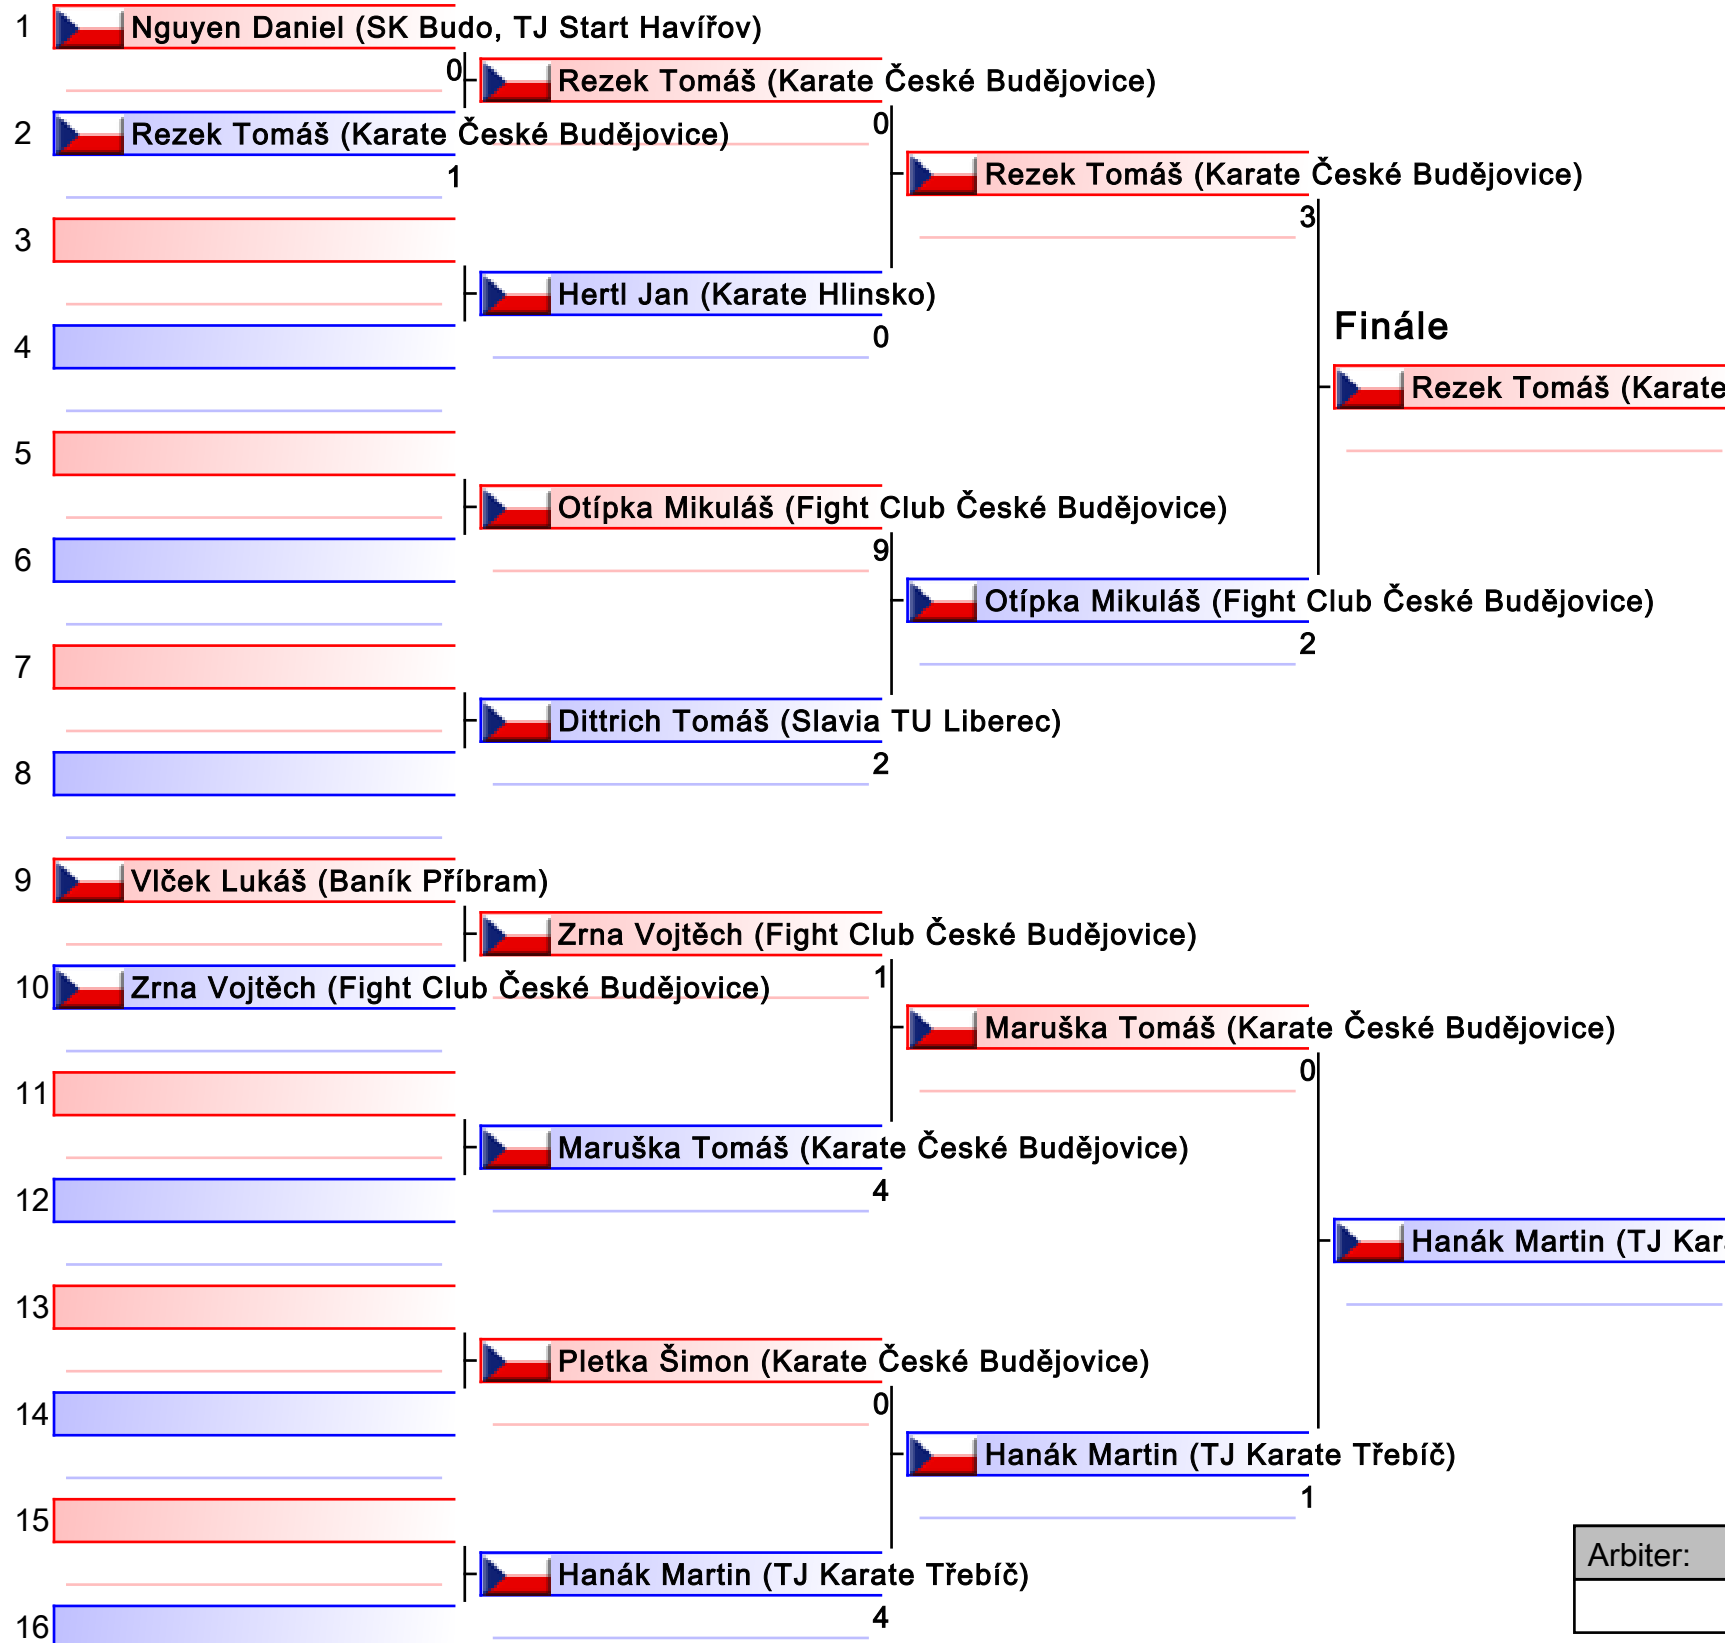 1 Nguyen Daniel (SK Budo, TJ Start Havířov)
0
Rezek Tomáš (Karate České Budějovice)
2 Rezek Tomáš (Karate České Budějovice)
0
1
Rezek Tomáš (Karate České Budějovice)
3
3
Hertl Jan (Karate Hlinsko)
0
4
Finále
Rezek Tomáš (Karate
5
Otípka Mikuláš (Fight Club České Budějovice)
9
6
Otípka Mikuláš (Fight Club České Budějovice)
2
7
Dittrich Tomáš (Slavia TU Liberec)
2
8
9 Vlček Lukáš (Baník Příbram)
Zrna Vojtěch (Fight Club České Budějovice)
1
10 Zrna Vojtěch (Fight Club České Budějovice)
Maruška Tomáš (Karate České Budějovice)
0
11
Maruška Tomáš (Karate České Budějovice)
4
12
Hanák Martin (TJ Kar
13
Pletka Šimon (Karate České Budějovice)
0
14
Hanák Martin (TJ Karate Třebíč)
1
15
Arbiter:
Hanák Martin (TJ Karate Třebíč)
4
16